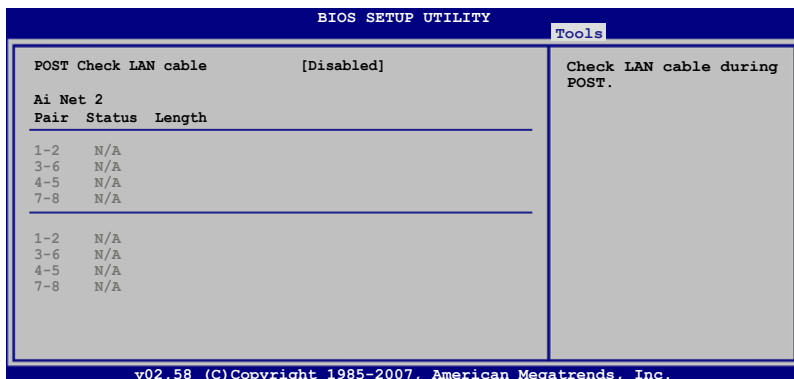 BIOS SETUP UTILITY
Tools
POST Check LAN cable [Disabled]
Ai Net 2
Pair Status Length
1-2 N/A
3-6 N/A
4-5 N/A
7-8 N/A
1-2 N/A
3-6 N/A
4-5 N/A
7-8 N/A
Check LAN cable during
POST.
v02.58 (C)Copyright 1985-2007, American Megatrends, Inc.